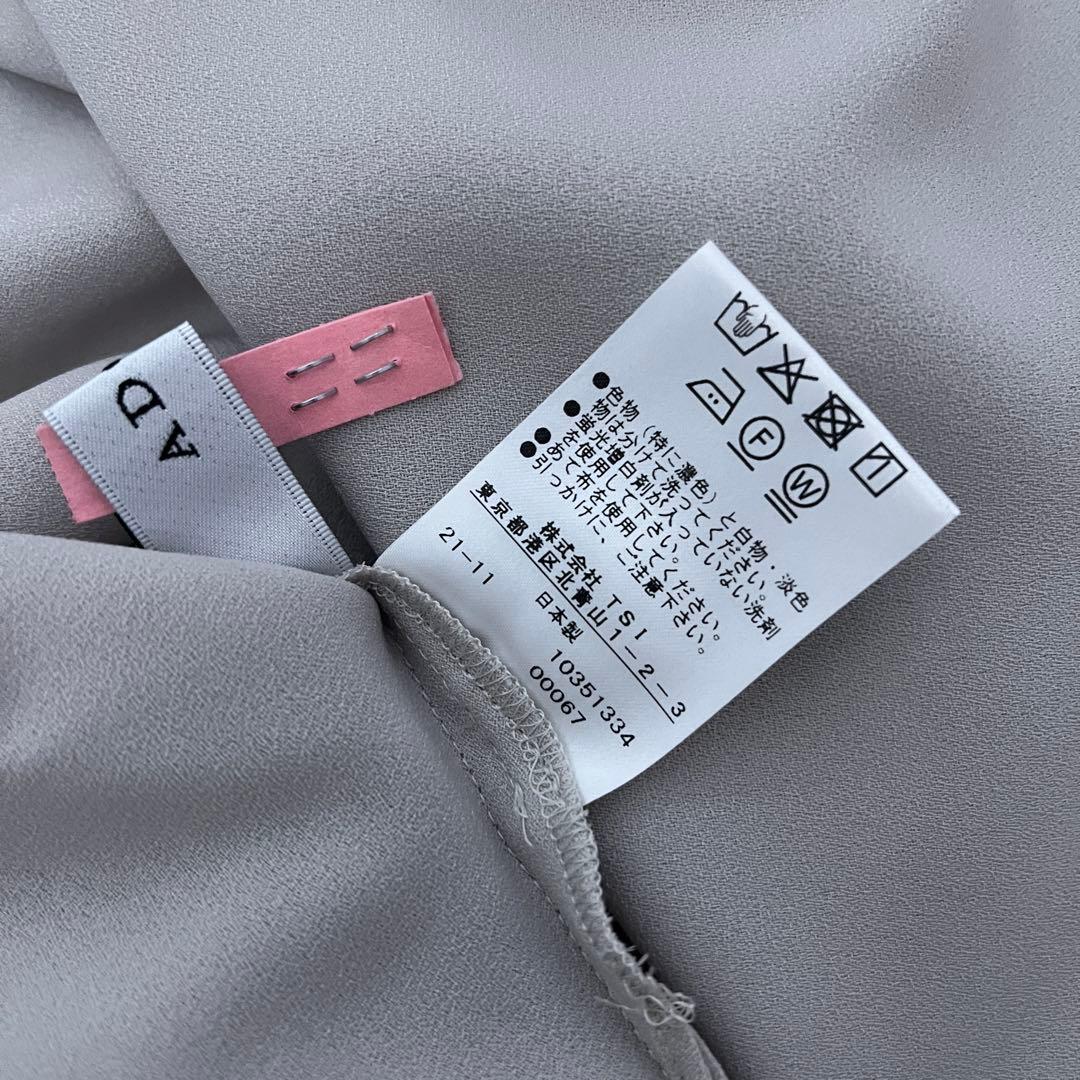 AD
F
W
●色物（特に濃色）と白物・淡色
物は分けて洗ってください。
●蛍光増白剤が入っていない洗剤
を使用して下さい。
●あて布を使用してください。
●引っかけに、ご注意下さい。
株式会社 TSI
東京都港区北青山1-2-3
21-11 日本製 10351334
00067